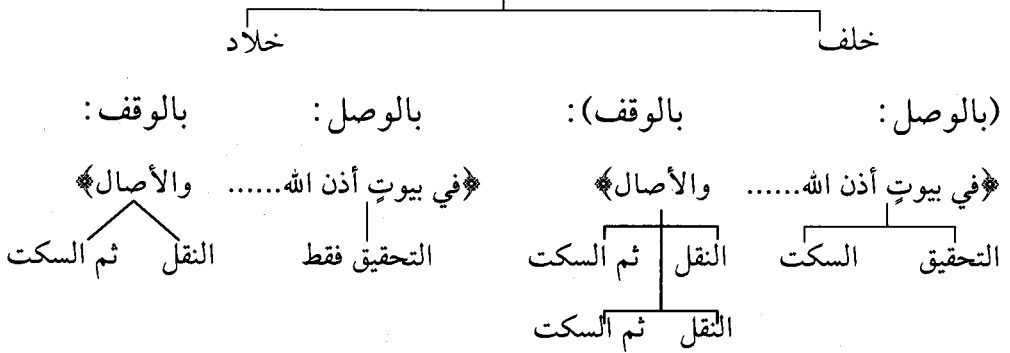 خلف خلاد
(بالوصل: بالوقف): بالوصل: بالوقف:
﴿في بيوتٍ أذن الله...... والأصال﴾ ﴿في بيوتٍ أذن الله...... والأصال﴾
التحقيق السكت النقل ثم السكت التحقيق فقط النقل ثم السكت
النقل ثم السكت